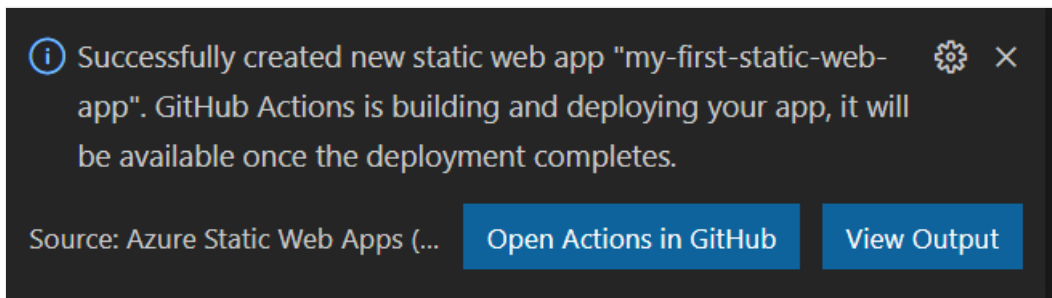 Successfully created new static web app "my-first-static-web-
app". GitHub Actions is building and deploying your app, it will
be available once the deployment completes.
Source: Azure Static Web Apps (...
Open Actions in GitHub
View Output